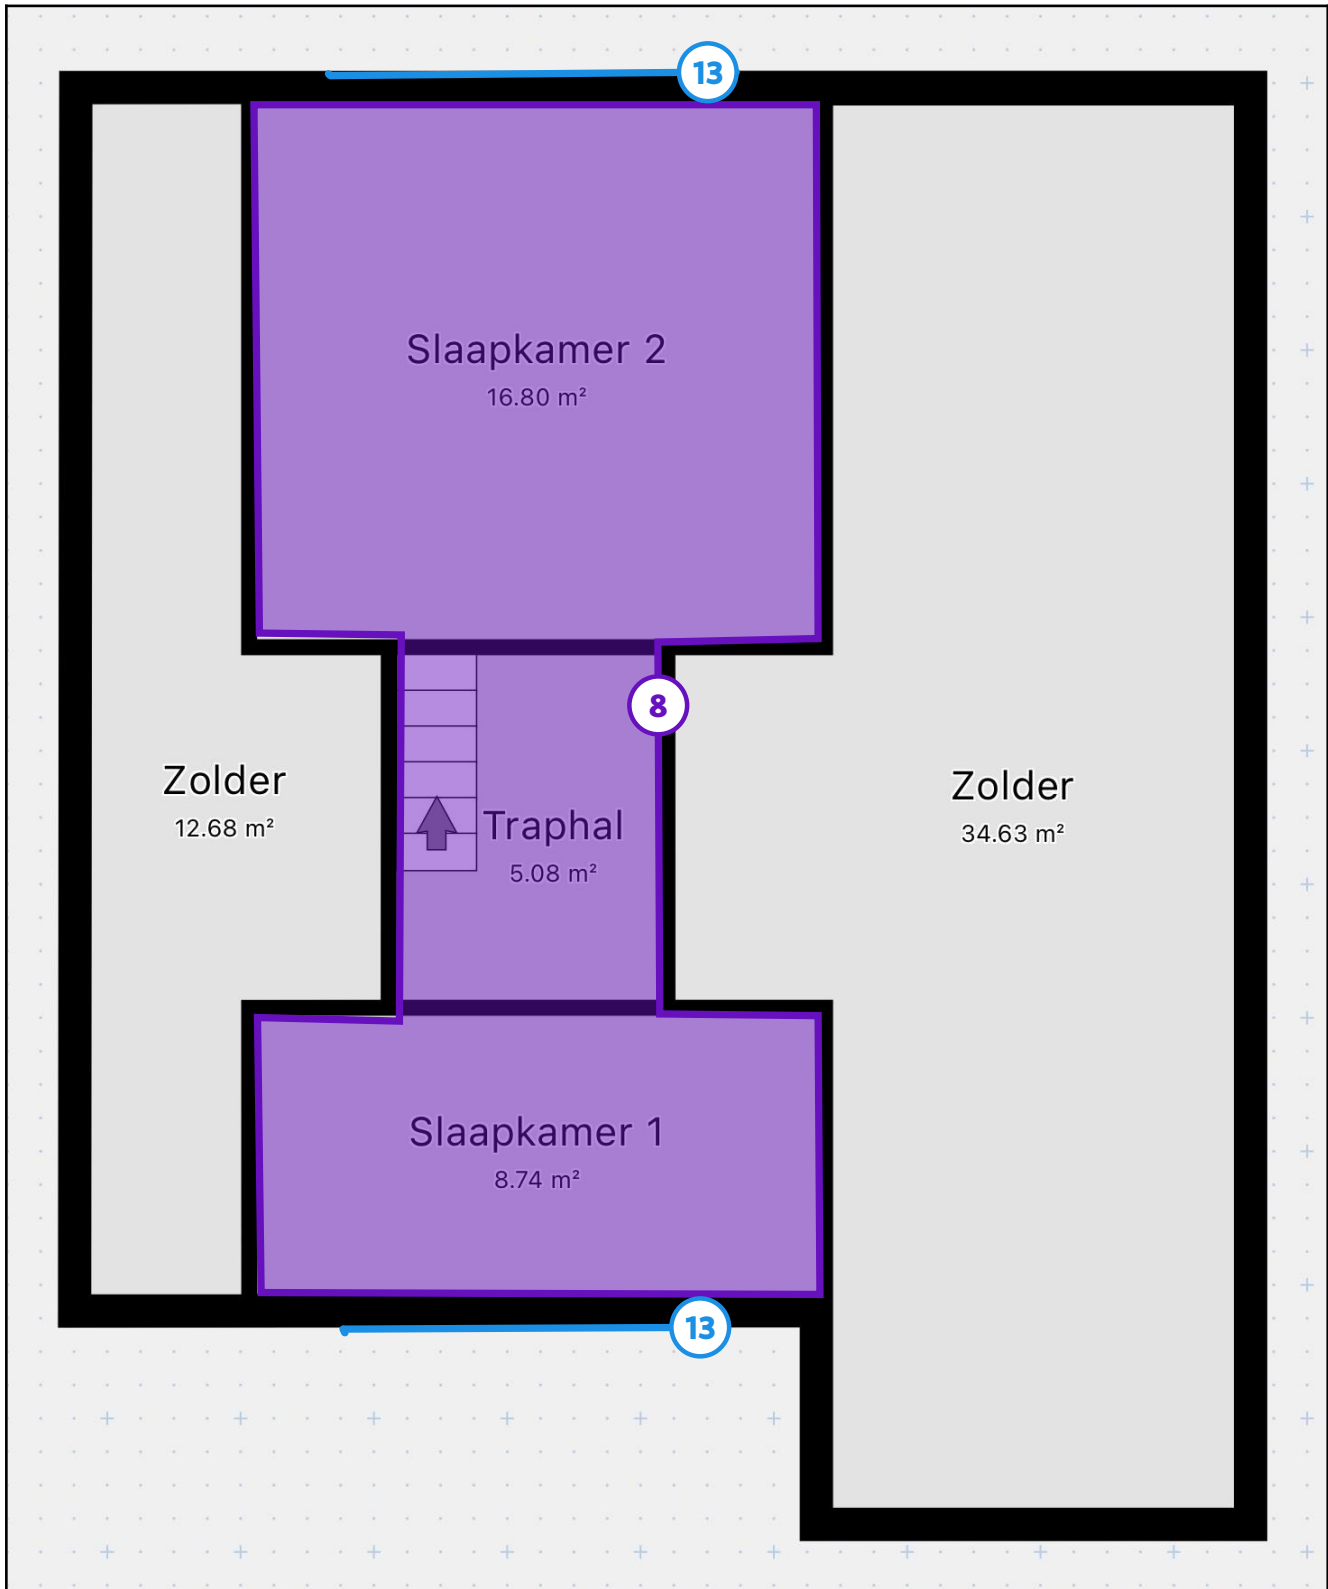 13
Slaapkamer 2
16.80 m²
8
Zolder
12.68 m²
Traphal
5.08 m²
Zolder
34.63 m²
Slaapkamer 1
8.74 m²
13